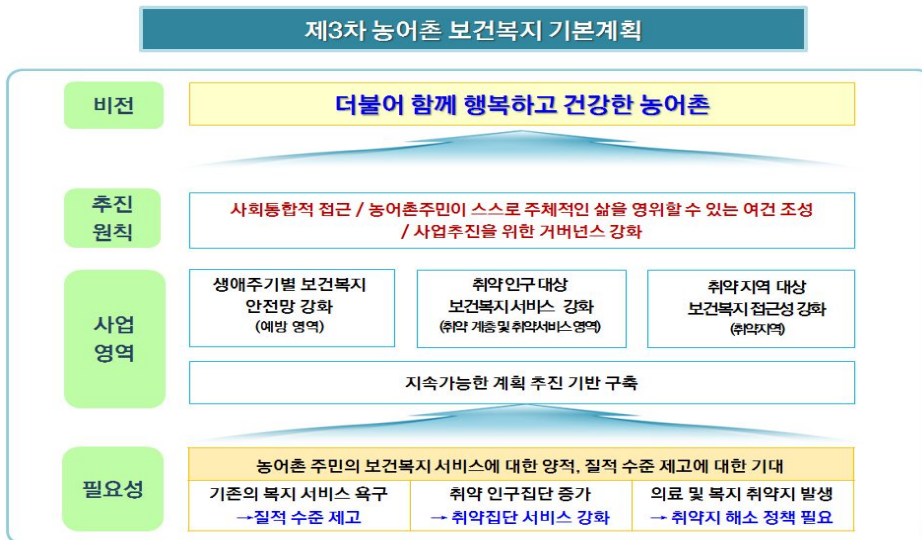 제3차 농어촌 보건복지 기본계획
비전
더불어 함께 행복하고 건강한 농어촌
추진
원칙
사회통합적 접근 / 농어촌주민이 스스로 주체적인 삶을 영위할 수 있는 여건 조성
/ 사업추진을 위한 거버넌스 강화
사업
영역
생애주기별 보건복지
안전망 강화
(예방 영역)
취약 인구 대상
보건복지 서비스 강화
(취약 계층 및 취약서비스 영역)
취약 지역 대상
보건복지 접근성 강화
(취약지역)
지속가능한 계획 추진 기반 구축
필요성
농어촌 주민의 보건복지 서비스에 대한 양적, 질적 수준 제고에 대한 기대
기존의 복지 서비스 욕구
→질적 수준 제고
취약 인구집단 증가
→ 취약집단 서비스 강화
의료 및 복지 취약지 발생
→ 취약지 해소 정책 필요